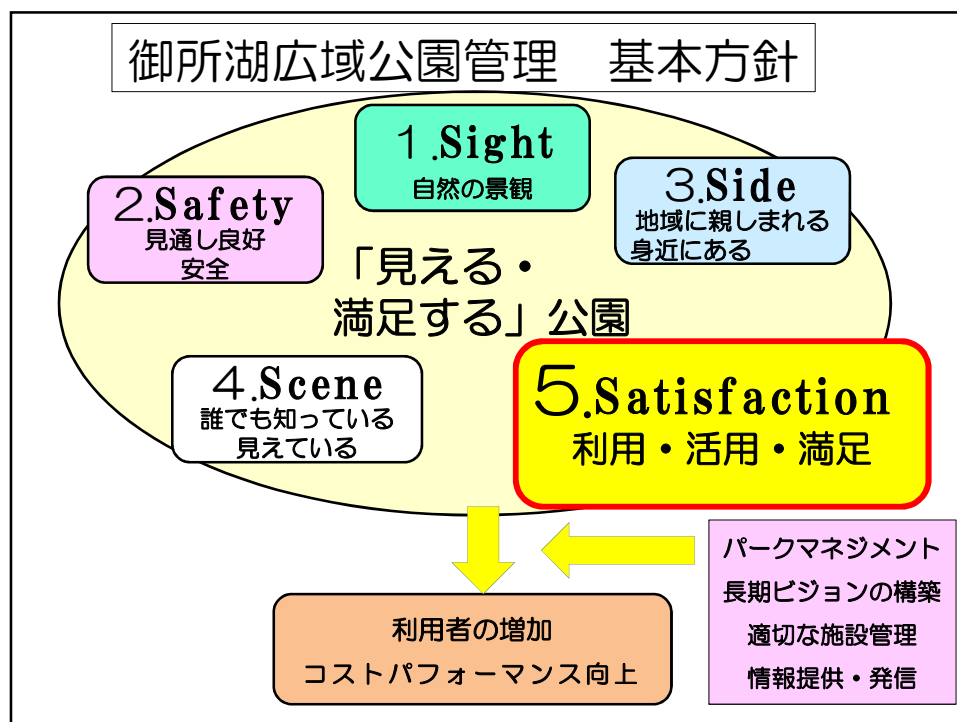 御所湖広域公園管理　基本方針
1.Sight
自然の景観
2.Safety
見通し良好
安全
3.Side
地域に親しまれる
身近にある
「見える・
満足する」公園
4.Scene
誰でも知っている
見えている
5.Satisfaction
利用・活用・満足
パークマネジメント
長期ビジョンの構築
適切な施設管理
情報提供・発信
利用者の増加
コストパフォーマンス向上